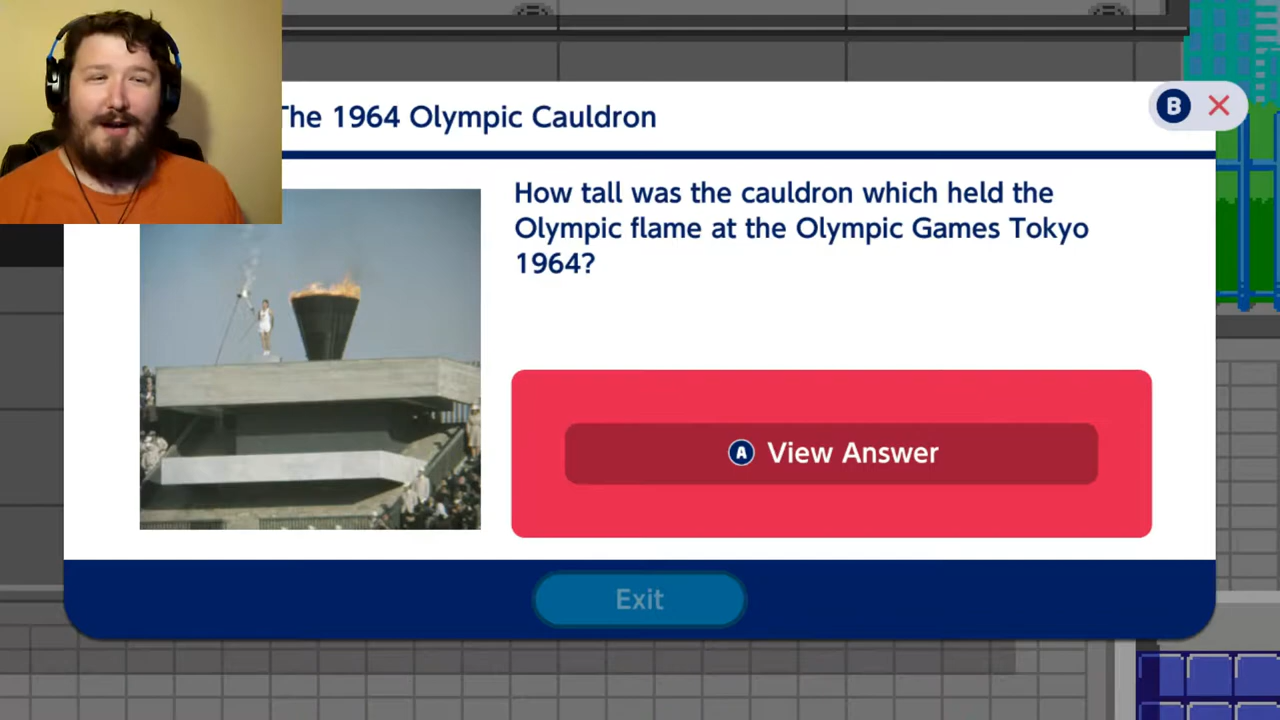 The 1964 Olympic Cauldron
B
How tall was the cauldron which held the
Olympic flame at the Olympic Games Tokyo
1964?
A View Answer
Exit